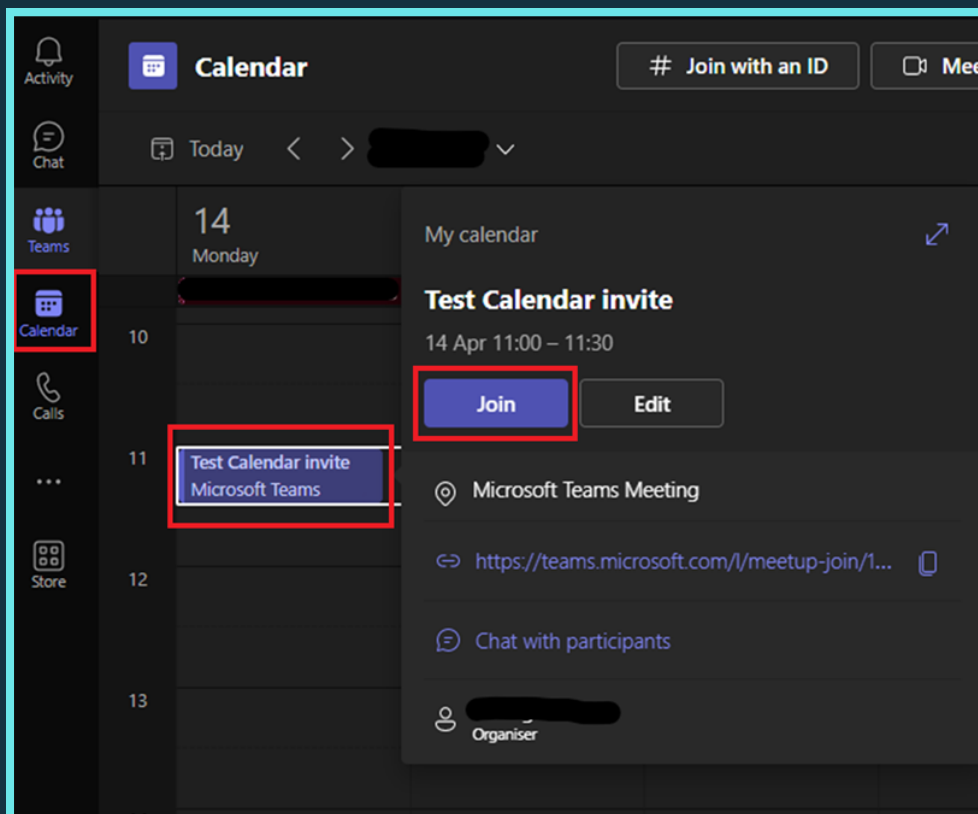 Activity
Chat
Teams
Calendar
Calls
Store
Calendar
# Join with an ID
Mee
Today
14
Monday
10
11
12
13
Test Calendar invite
Microsoft Teams
My calendar
Test Calendar invite
14 Apr 11:00 – 11:30
Join
Edit
Microsoft Teams Meeting
https://teams.microsoft.com/l/meetup-join/1...
Chat with participants
Organiser